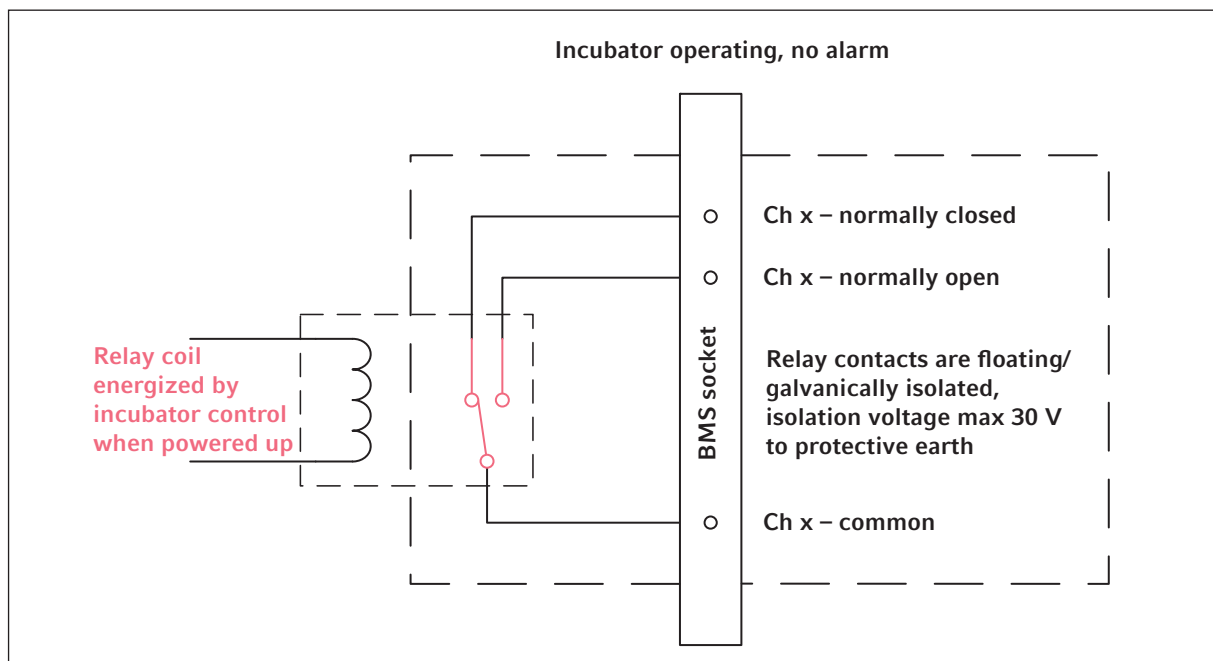 Incubator operating, no alarm
Ch x – normally closed
Ch x – normally open
Relay coil
energized by
incubator control
when powered up
BMS socket
Relay contacts are floating/
galvanically isolated,
isolation voltage max 30 V
to protective earth
Ch x – common